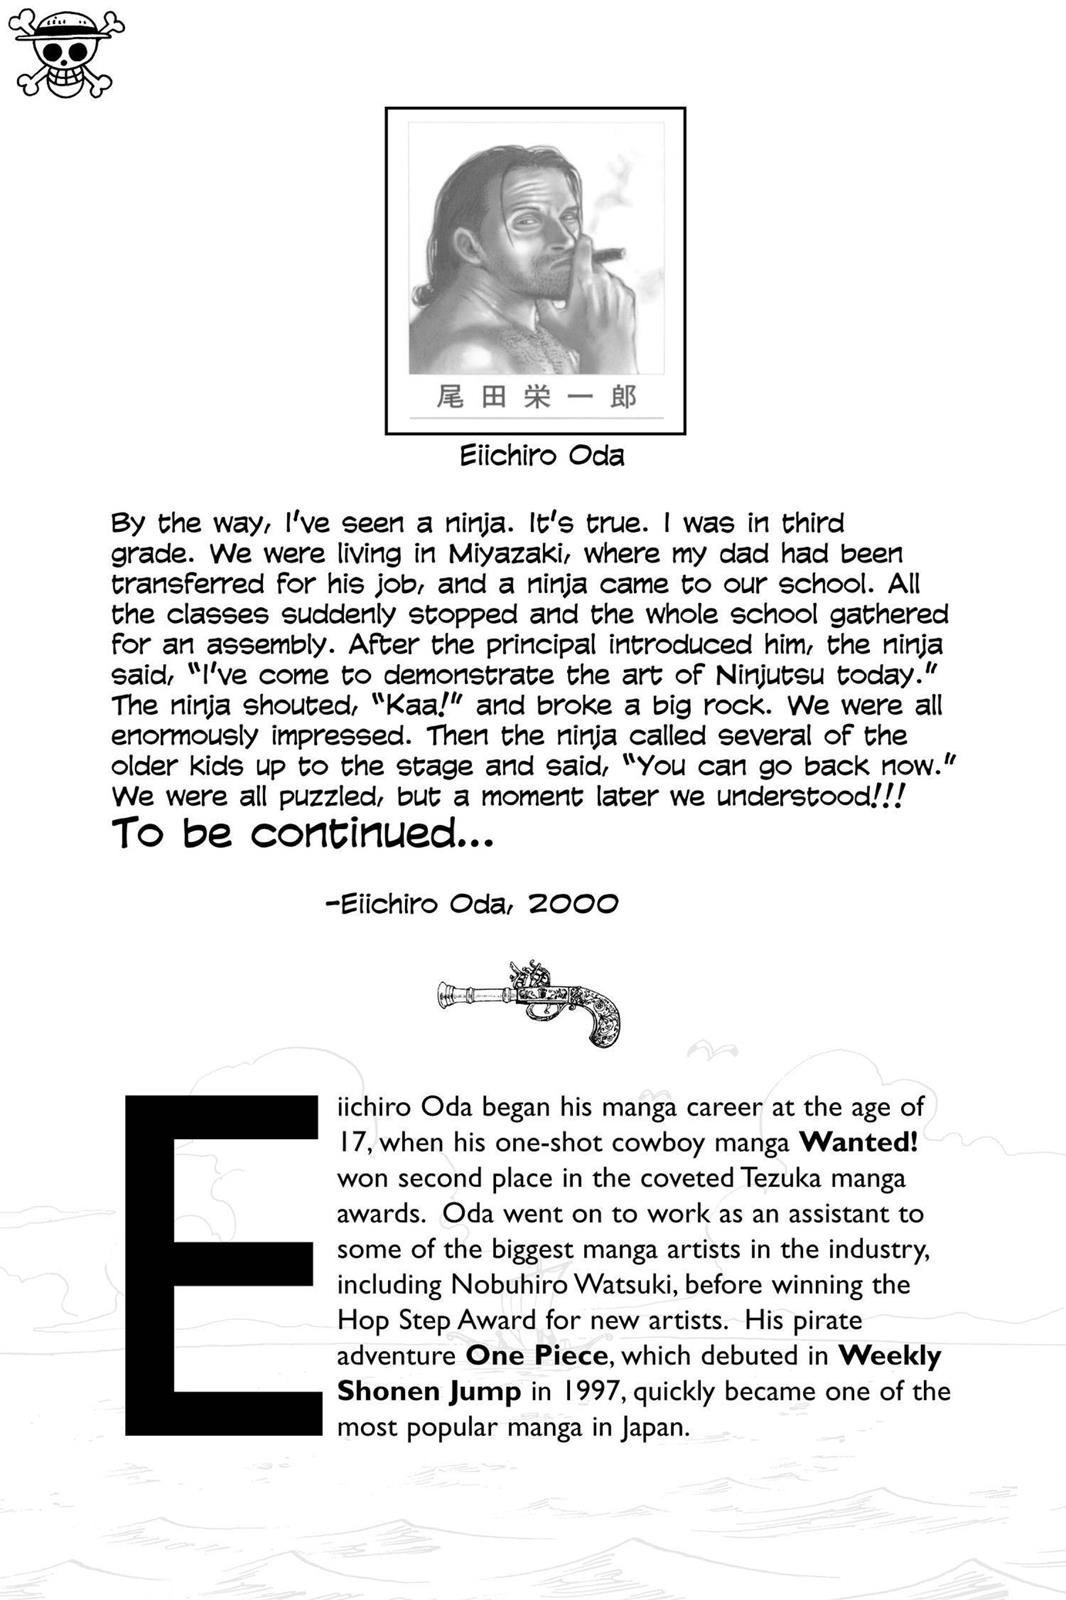 尾田栄一郎
Eiichiro Oda
By the way, I've seen a ninja. It's true. I was in third
grade. We were living in Miyazaki, where my dad had been
transferred for his job, and a ninja came to our school. All
the classes suddenly stopped and the whole school gathered
for an assembly. After the principal introduced him, the ninja
said, “I've come to demonstrate the art of Ninjutsu today.”
The ninja shouted, “Kaa!” and broke a big rock. We were all
enormously impressed. Then the ninja called several of the
older kids up to the stage and said, “You can go back now.”
We were all puzzled, but a moment later we understood!!!
To be continued...
-Eiichiro Oda, 2000
Eiichiro Oda began his manga career at the age of
17, when his one-shot cowboy manga Wanted!
won second place in the coveted Tezuka manga
awards. Oda went on to work as an assistant to
some of the biggest manga artists in the industry,
including Nobuhiro Watsuki, before winning the
Hop Step Award for new artists. His pirate
adventure One Piece, which debuted in Weekly
Shonen Jump in 1997, quickly became one of the
most popular manga in Japan.